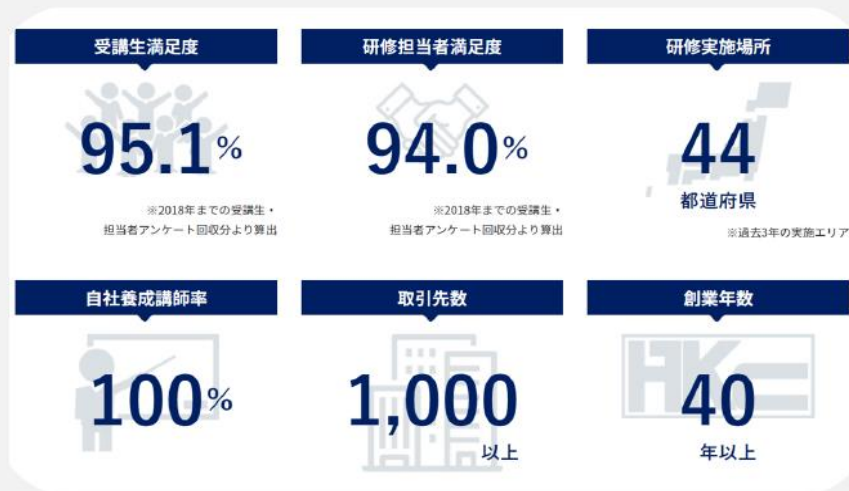 受講生満足度
95.1%
※2018年までの受講生・
担当者アンケート回収分より算出
研修担当者満足度
94.0%
※2018年までの受講生・
担当者アンケート回収分より算出
研修実施場所
44
都道府県
※過去3年の実施エリア
自社養成講師率
100%
取引先数
1,000
以上
創業年数
HKC
40
年以上